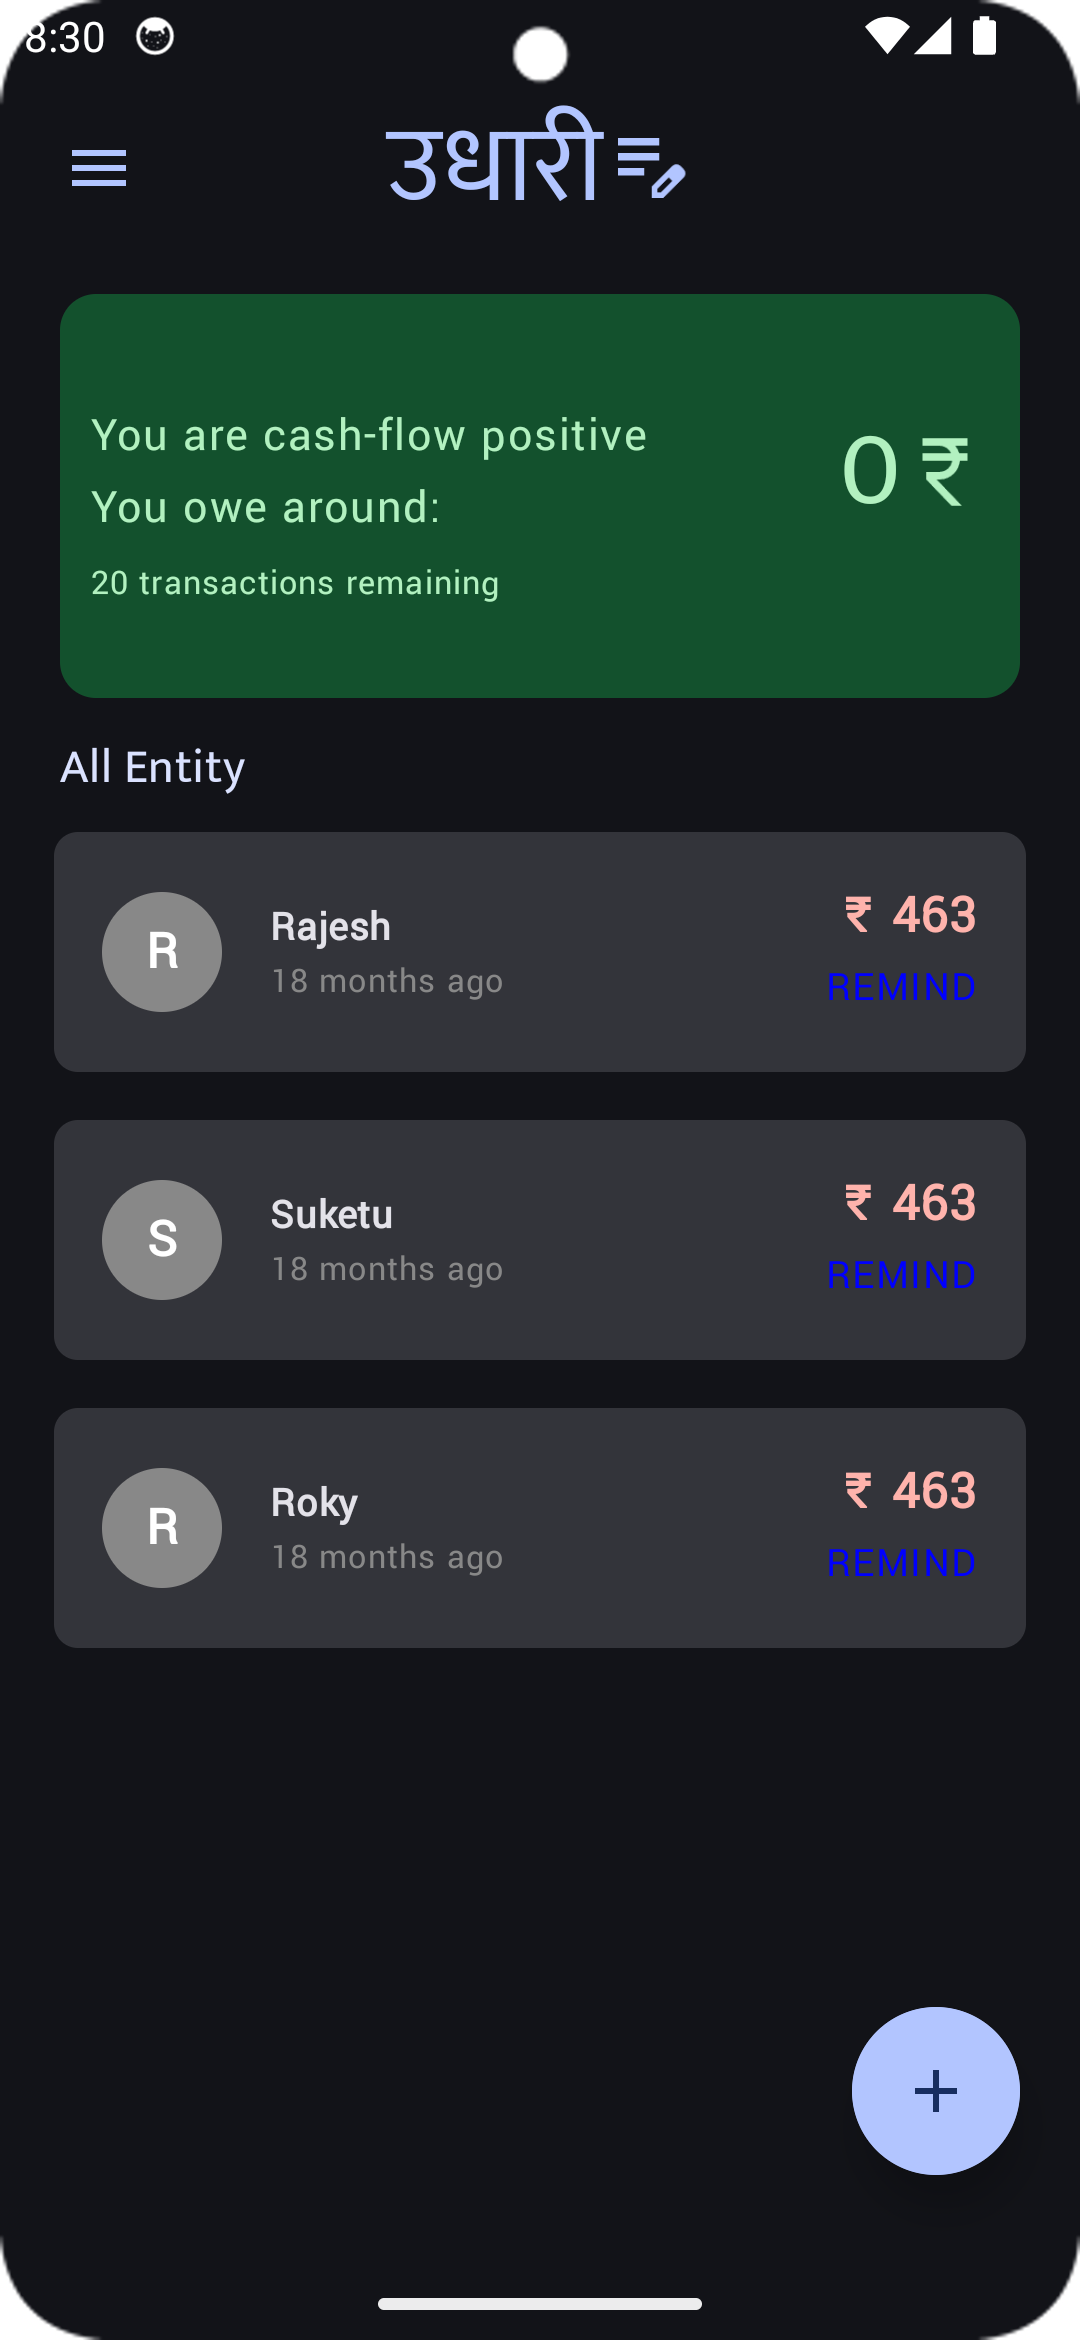 8:30
उधारी
You are cash-flow positive
You owe around:
0 ₹
20 transactions remaining
All Entity
R
Rajesh
18 months ago
₹ 463
REMIND
S
Suketu
18 months ago
₹ 463
REMIND
R
Roky
18 months ago
₹ 463
REMIND